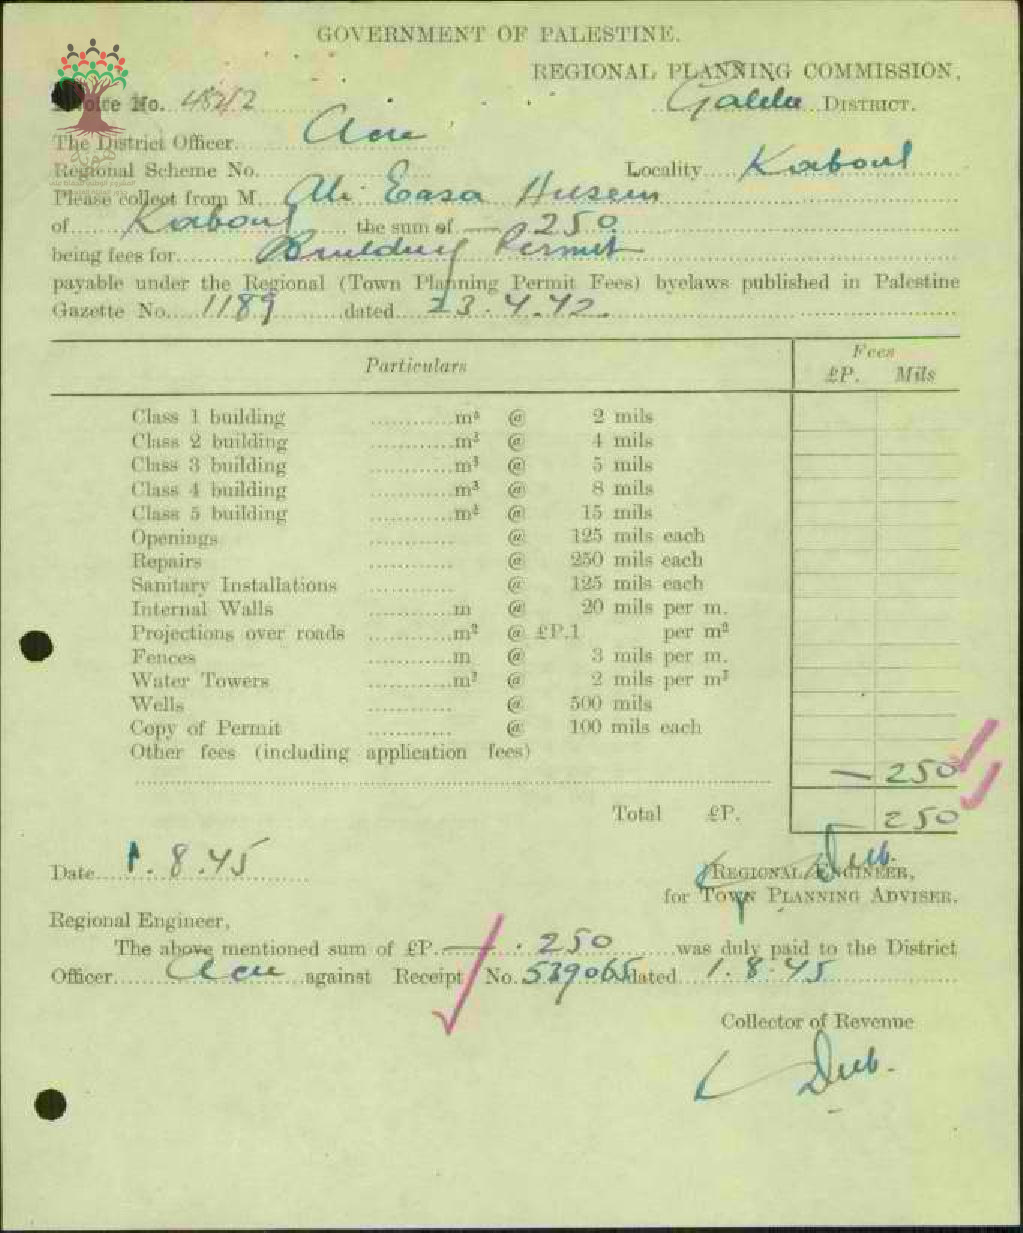 GOVERNMENT OF PALESTINE.
REGIONAL PLANNING COMMISSION,
Invoice No. 48212
Galilee DISTRICT.
The District Officer. Acre
Regional Scheme No. Locality Kaboul
Please collect from M. Ali Easa Husein
of Kaboul the sum of — . 250
being fees for Building Permit
payable under the Regional (Town Planning Permit Fees) byelaws published in Palestine
Gazette No. 1189 dated 23.4.42.
Particulars Fees
£P. Mils
Class 1 building m³ @ 2 mils
Class 2 building m³ @ 4 mils
Class 3 building m³ @ 5 mils
Class 4 building m³ @ 8 mils
Class 5 building m³ @ 15 mils
Openings @ 125 mils each
Repairs @ 250 mils each
Sanitary Installations @ 125 mils each
Internal Walls m @ 20 mils per m.
Projections over roads m² @ £P.1 per m²
Fences m @ 3 mils per m.
Water Towers m³ @ 2 mils per m³
Wells @ 500 mils
Copy of Permit @ 100 mils each
Other fees (including application fees)
— 250
Total £P. 250
Date 1.8.45
REGIONAL ENGINEER,
for TOWN PLANNING ADVISER.
Regional Engineer,
The above mentioned sum of £P. — . 250 was duly paid to the District
Officer Acre against Receipt No. 539065 dated 1.8.45
Collector of Revenue